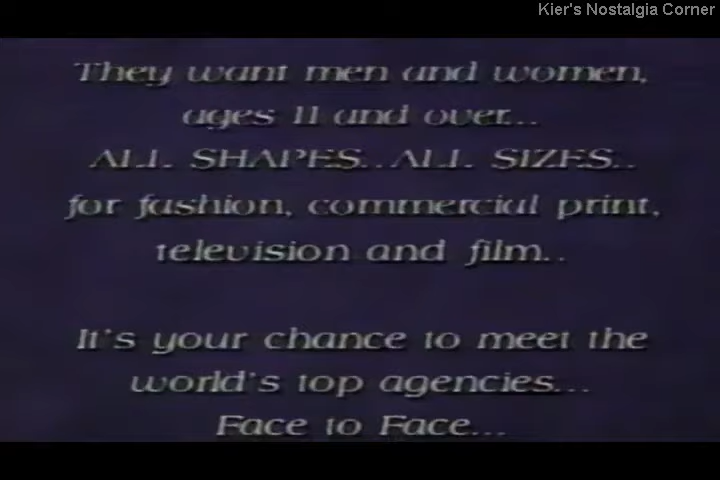 Kier's Nostalgia Corner
They want men and women,
ages 11 and over...
ALL SHAPES...ALL SIZES..
for fashion, commercial print,
television and film..
It's your chance to meet the
world's top agencies...
Face to Face...